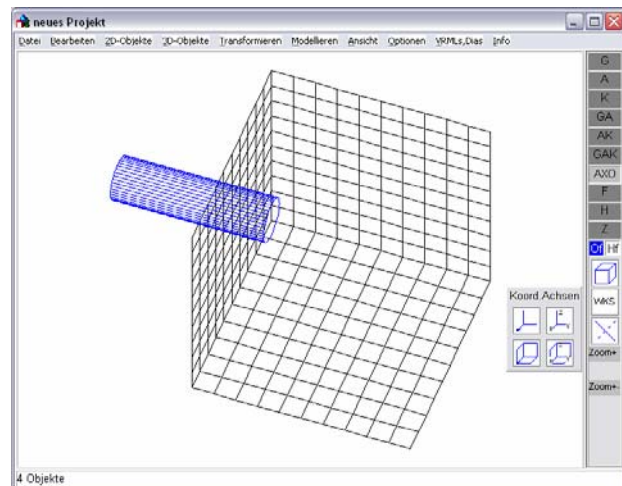 neues Projekt
Datei Bearbeiten 2D-Objekte 3D-Objekte Transformieren Modellieren Ansicht Optionen VRMLs,Dias Info
G
A
K
GA
AK
GAK
AXO
F
H
Z
Of Hf
WKS
Koord.Achsen
Zoom+
Zoom+
4 Objekte